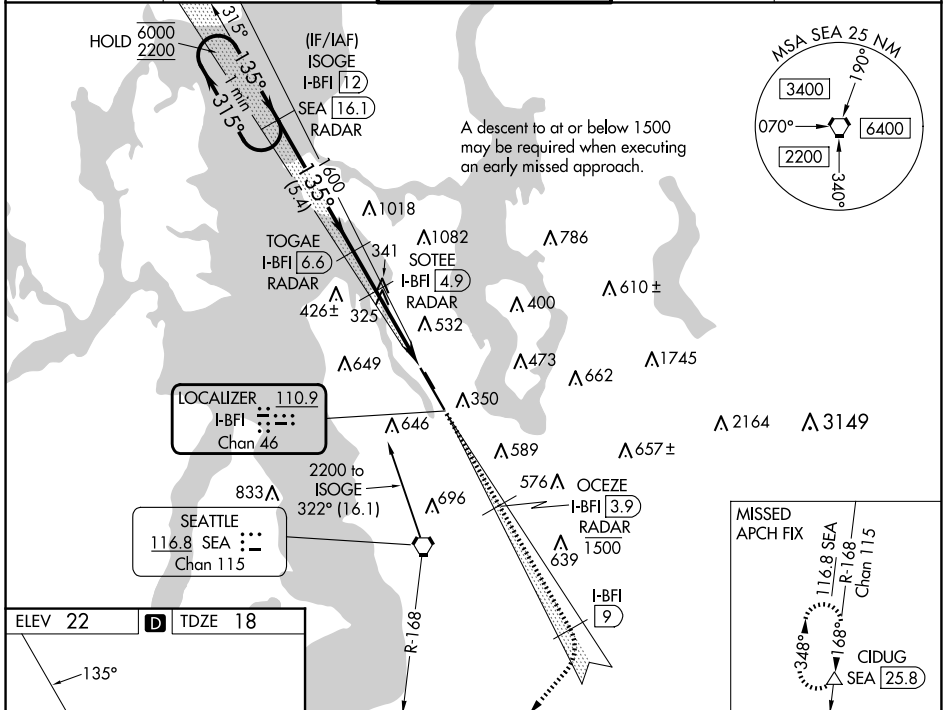 HOLD 6000
2200
315°
135°
1 min
315°
(IF/IAF)
ISOGE
I-BFI 12
SEA 16.1
RADAR
1600
135°
(5.4)
A descent to at or below 1500
may be required when executing
an early missed approach.
MSA SEA 25 NM
190°
3400
070°
6400
2200
340°
1018
TOGAE
I-BFI 6.6
RADAR
341
1082
SOTEE
I-BFI 4.9
RADAR
786
610 ±
400
426±
325
532
649
473
662
1745
LOCALIZER 110.9
I-BFI
Chan 46
350
646
2164
3149
589
657±
2200 to
ISOGE
322° (16.1)
833
696
576
OCEZE
I-BFI 3.9
RADAR
1500
639
SEATTLE
116.8 SEA
Chan 115
R-168
I-BFI
9
MISSED
APCH FIX
116.8 SEA
R-168
Chan 115
348°
168°
CIDUG
SEA 25.8
ELEV 22 D TDZE 18
135°